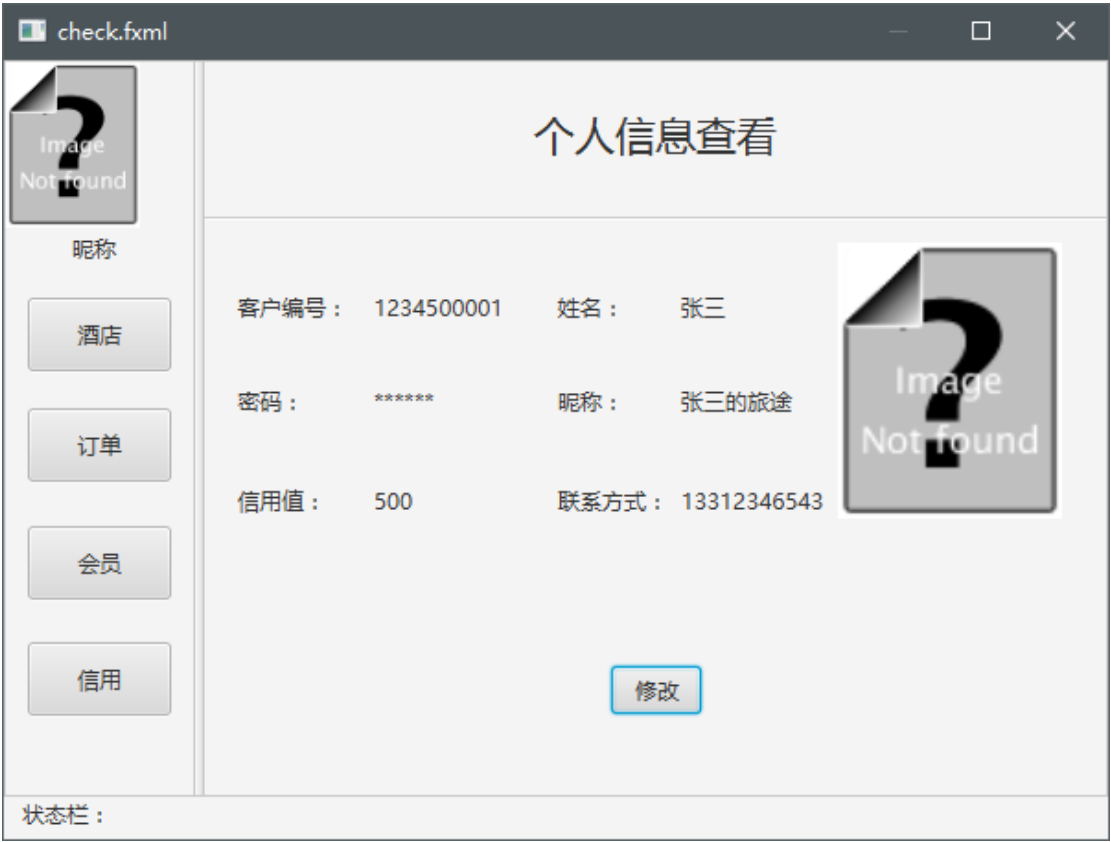 check.fxml
Image
Not found
昵称
酒店
订单
会员
信用
个人信息查看
客户编号： 1234500001 姓名： 张三
密码： ****** 昵称： 张三的旅途
信用值： 500 联系方式： 13312346543
Image
Not found
修改
状态栏：